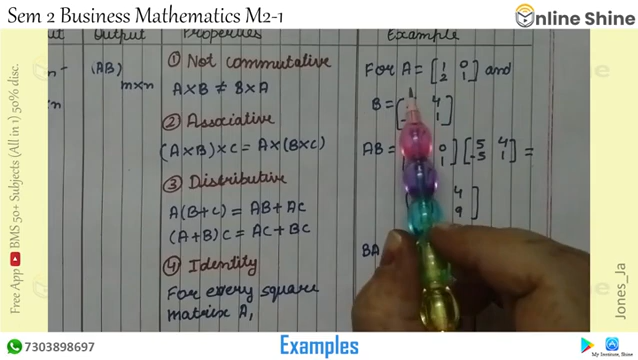 Sem 2 Business Mathematics M2-1
Online Shine
Output
Properties
Example
(AB) m×n
① Not commutative
A×B ≠ B×A
② Associative
(A×B)×C = A×(B×C)
③ Distributive
A(B+C) = AB+AC
(A+B)C = AC+BC
④ Identity
For every square
matrix A,
For A = [1 0
2 1] and
B = [ 4
1]
AB = [ 0
1] [5 4
-5 1] =
[ 4
9]
BA
Free App BMS 50+ Subjects (All in 1) 50% disc.
Jones_Ja
7303898697
Examples
My Institute, Shine